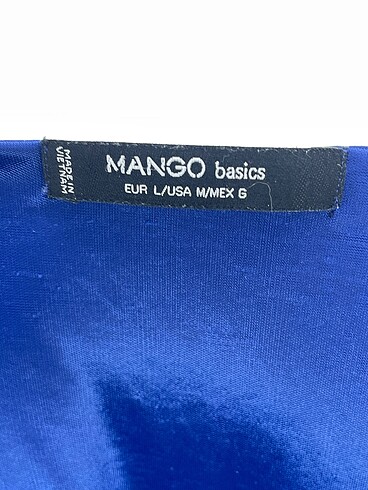 MADE IN
VIETNAM
MANGO basics
EUR L/USA M/MEX G